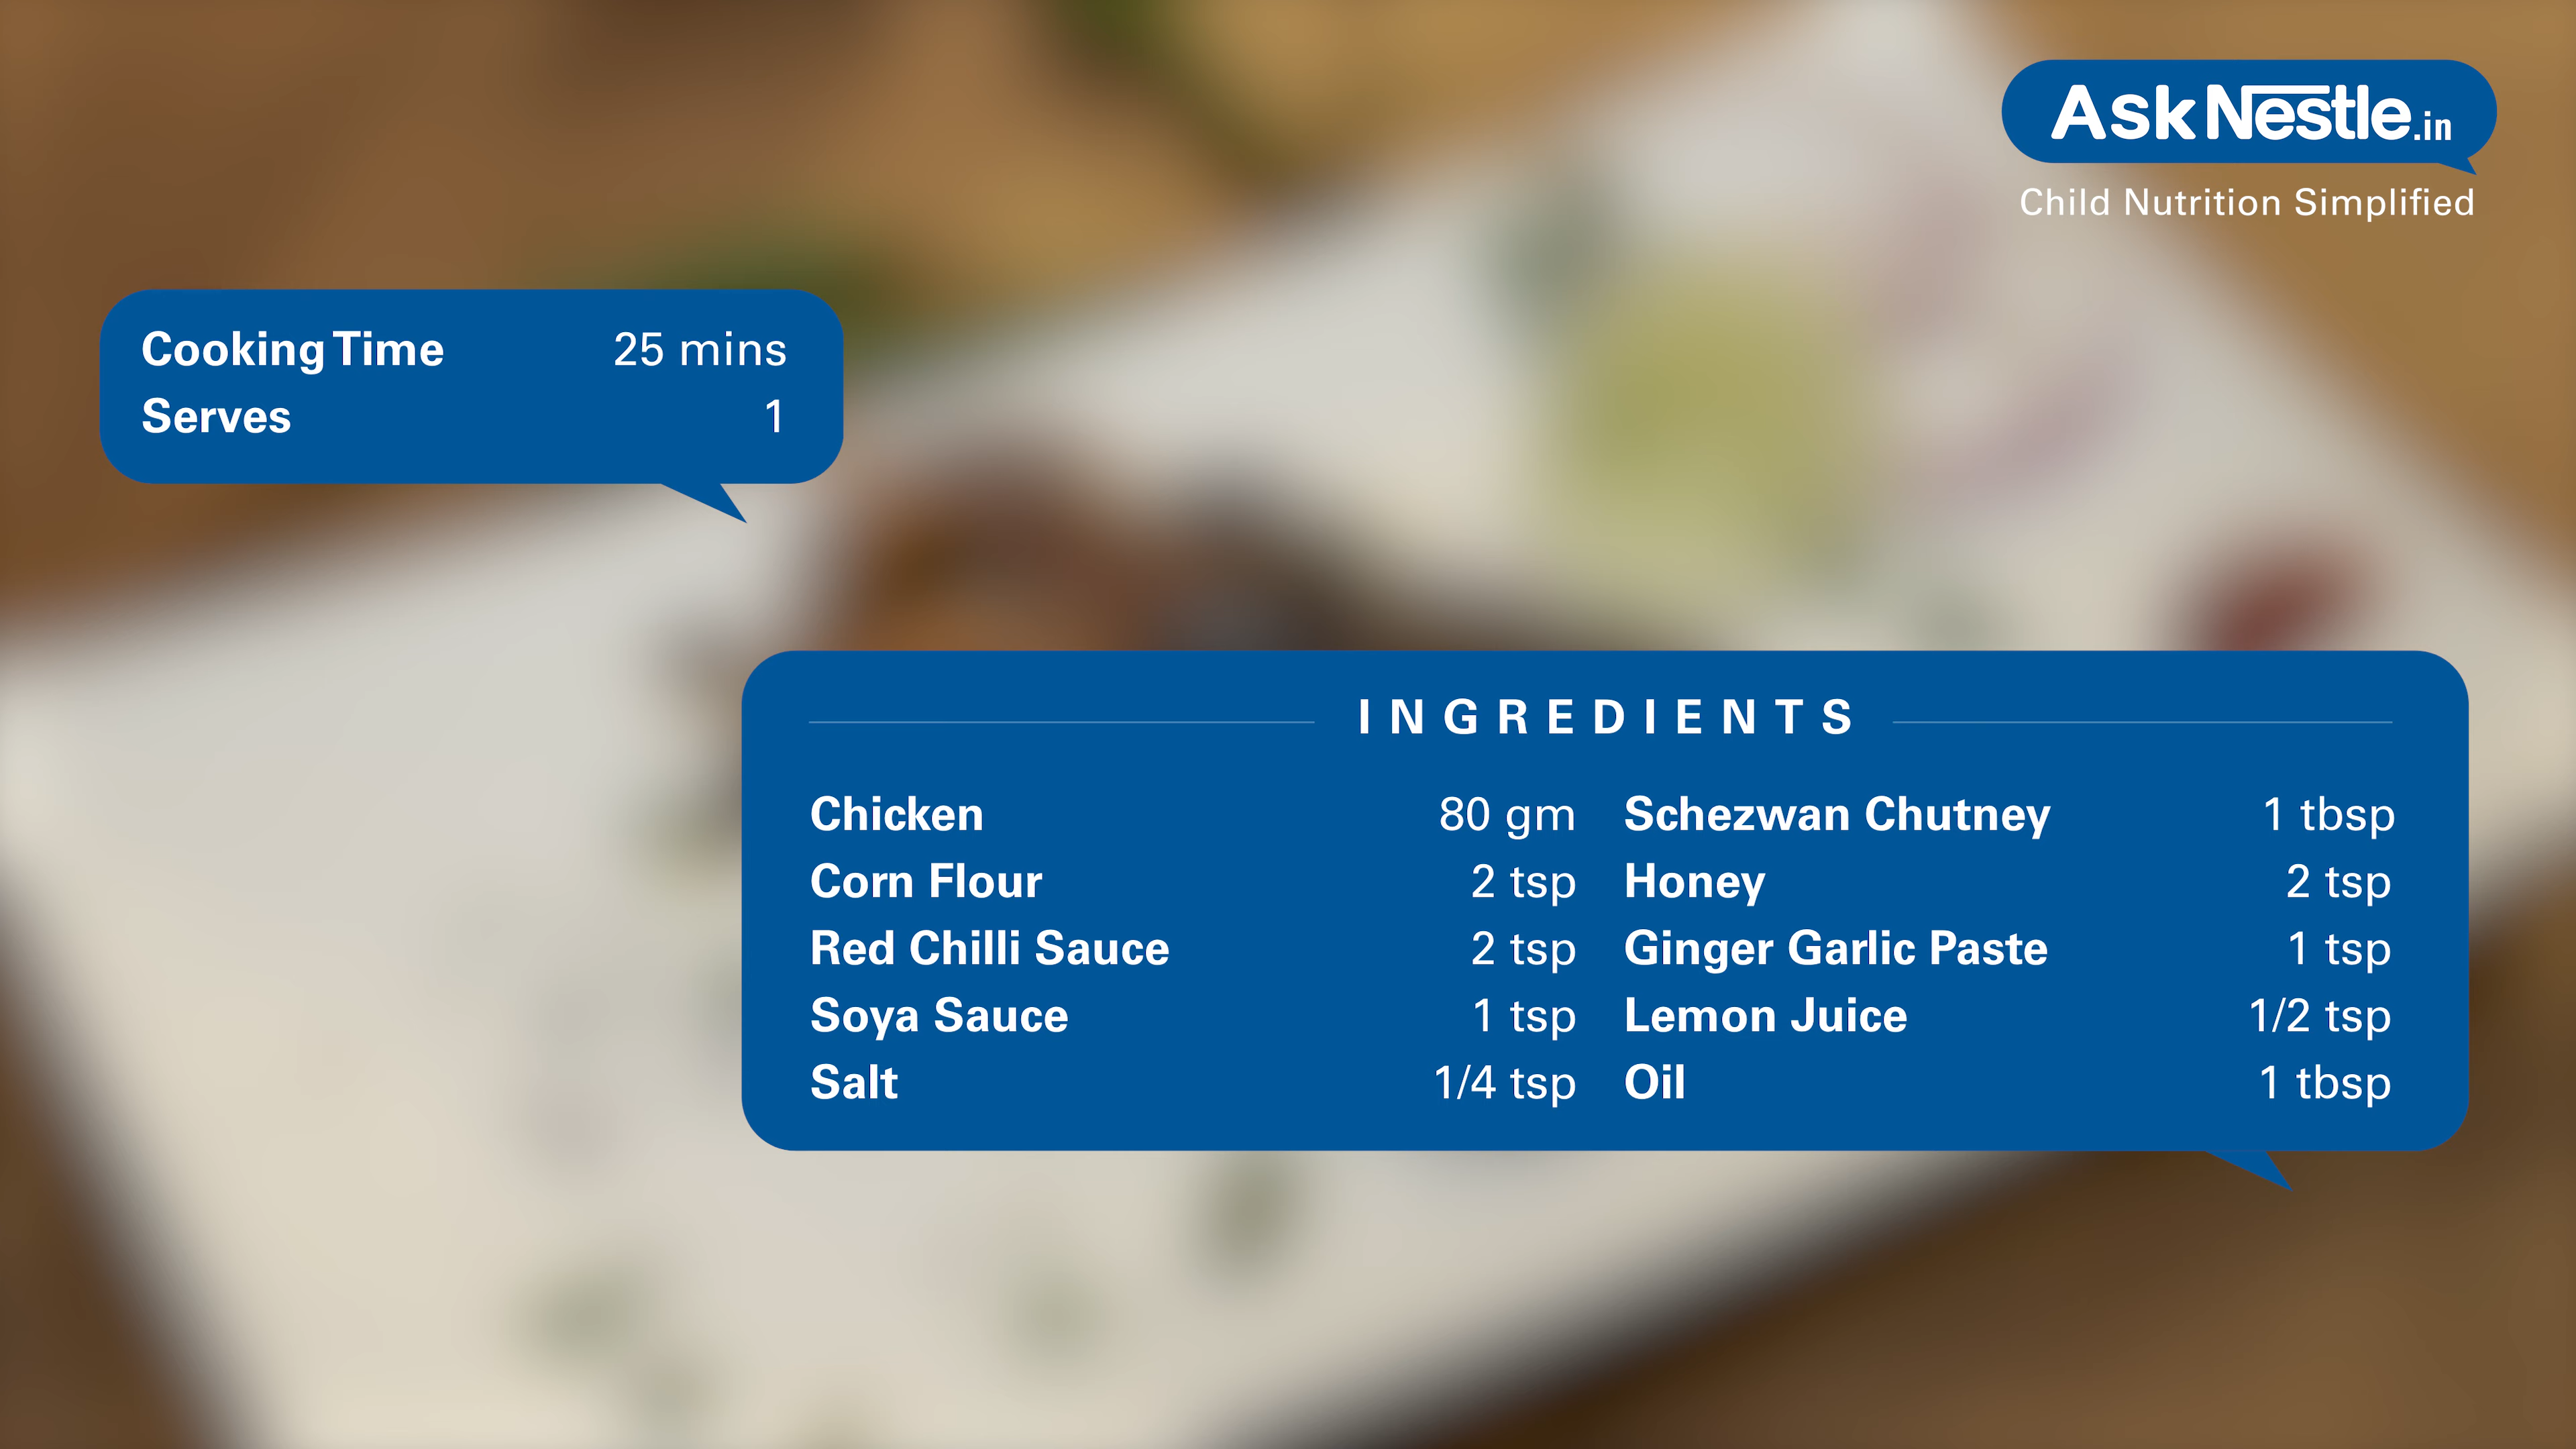 AskNestle.in
Child Nutrition Simplified
Cooking Time 25 mins
Serves 1
INGREDIENTS
Chicken 80 gm Schezwan Chutney 1 tbsp
Corn Flour 2 tsp Honey 2 tsp
Red Chilli Sauce 2 tsp Ginger Garlic Paste 1 tsp
Soya Sauce 1 tsp Lemon Juice 1/2 tsp
Salt 1/4 tsp Oil 1 tbsp